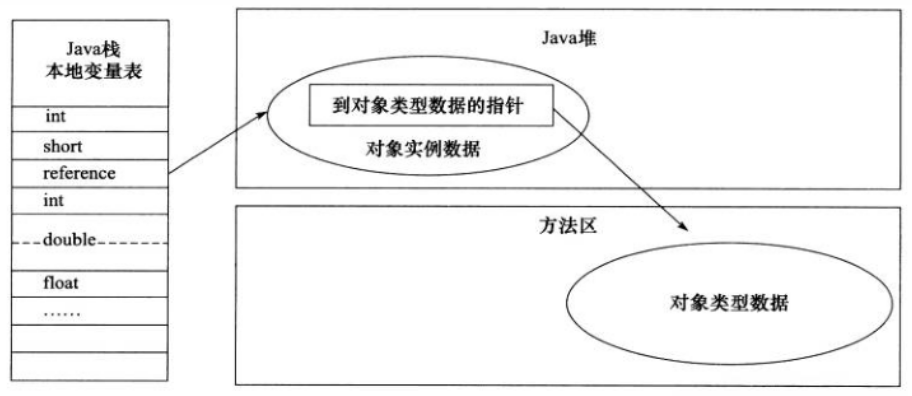 Java栈
本地变量表
int
short
reference
int
double
float
……
Java堆
到对象类型数据的指针
对象实例数据
方法区
对象类型数据